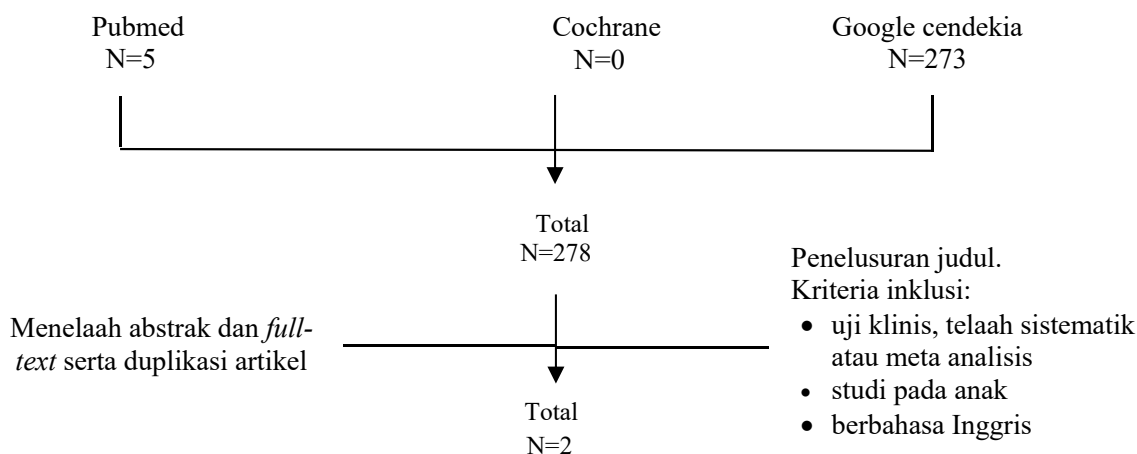 Pubmed
N=5
Cochrane
N=0
Google cendekia
N=273
Total
N=278
Menelaah abstrak dan full-
text serta duplikasi artikel
Penelusuran judul.
Kriteria inklusi:
• uji klinis, telaah sistematik
atau meta analisis
• studi pada anak
• berbahasa Inggris
Total
N=2